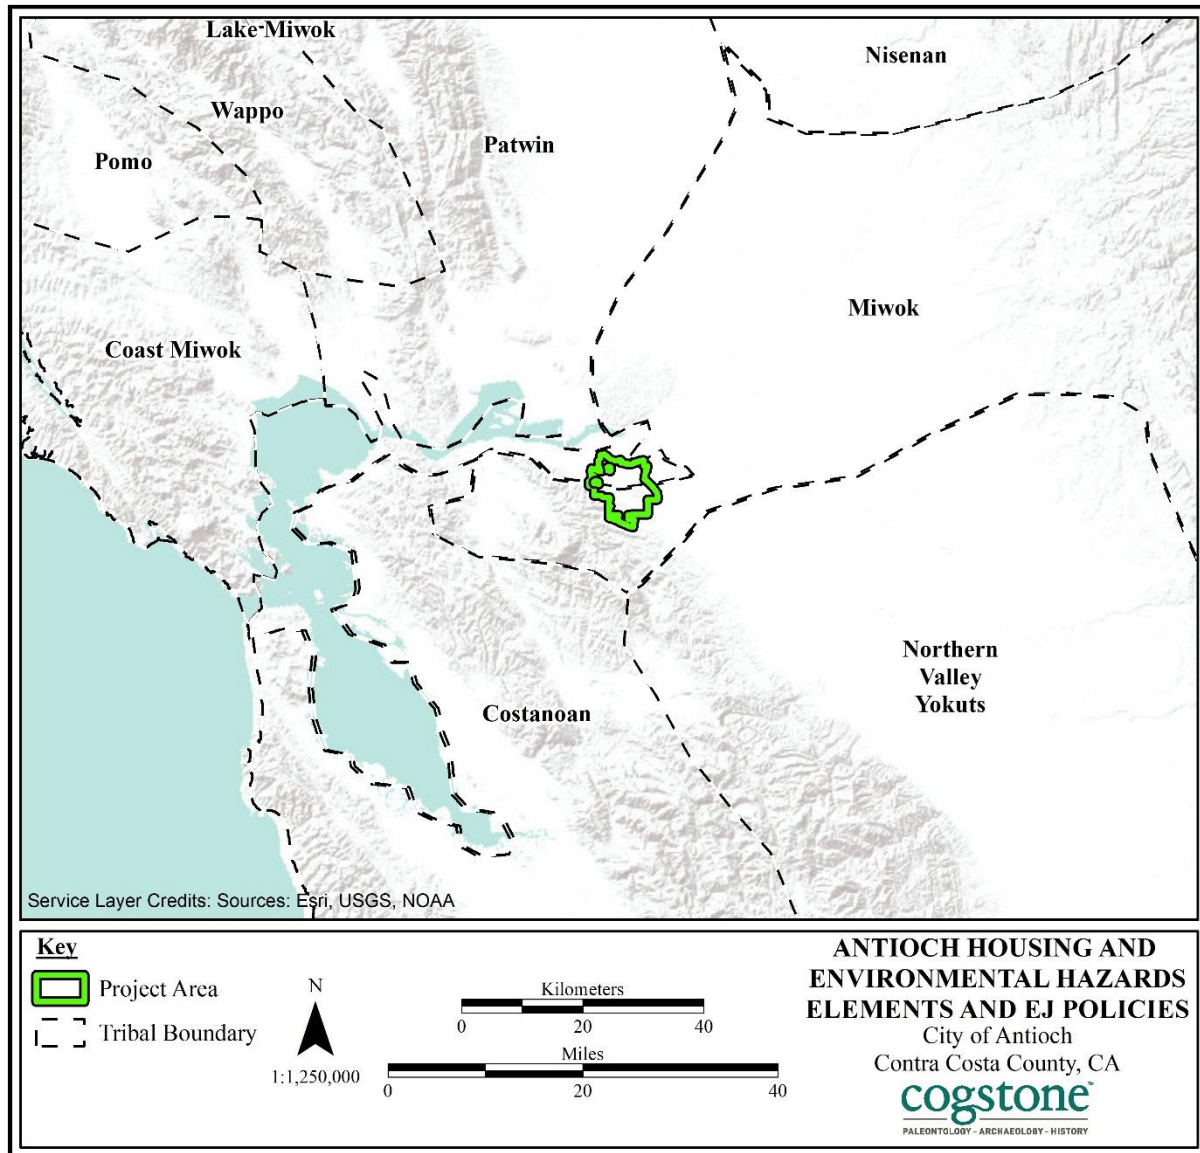 Lake Miwok
Nisenan
Wappo
Patwin
Pomo
Miwok
Coast Miwok
Northern
Valley
Yokuts
Costanoan
Service Layer Credits: Sources: Esri, USGS, NOAA
Key
Project Area
Tribal Boundary
N
1:1,250,000
Kilometers
0 20 40
Miles
0 20 40
ANTIOCH HOUSING AND
ENVIRONMENTAL HAZARDS
ELEMENTS AND EJ POLICIES
City of Antioch
Contra Costa County, CA
cogstone™
PALEONTOLOGY - ARCHAEOLOGY - HISTORY